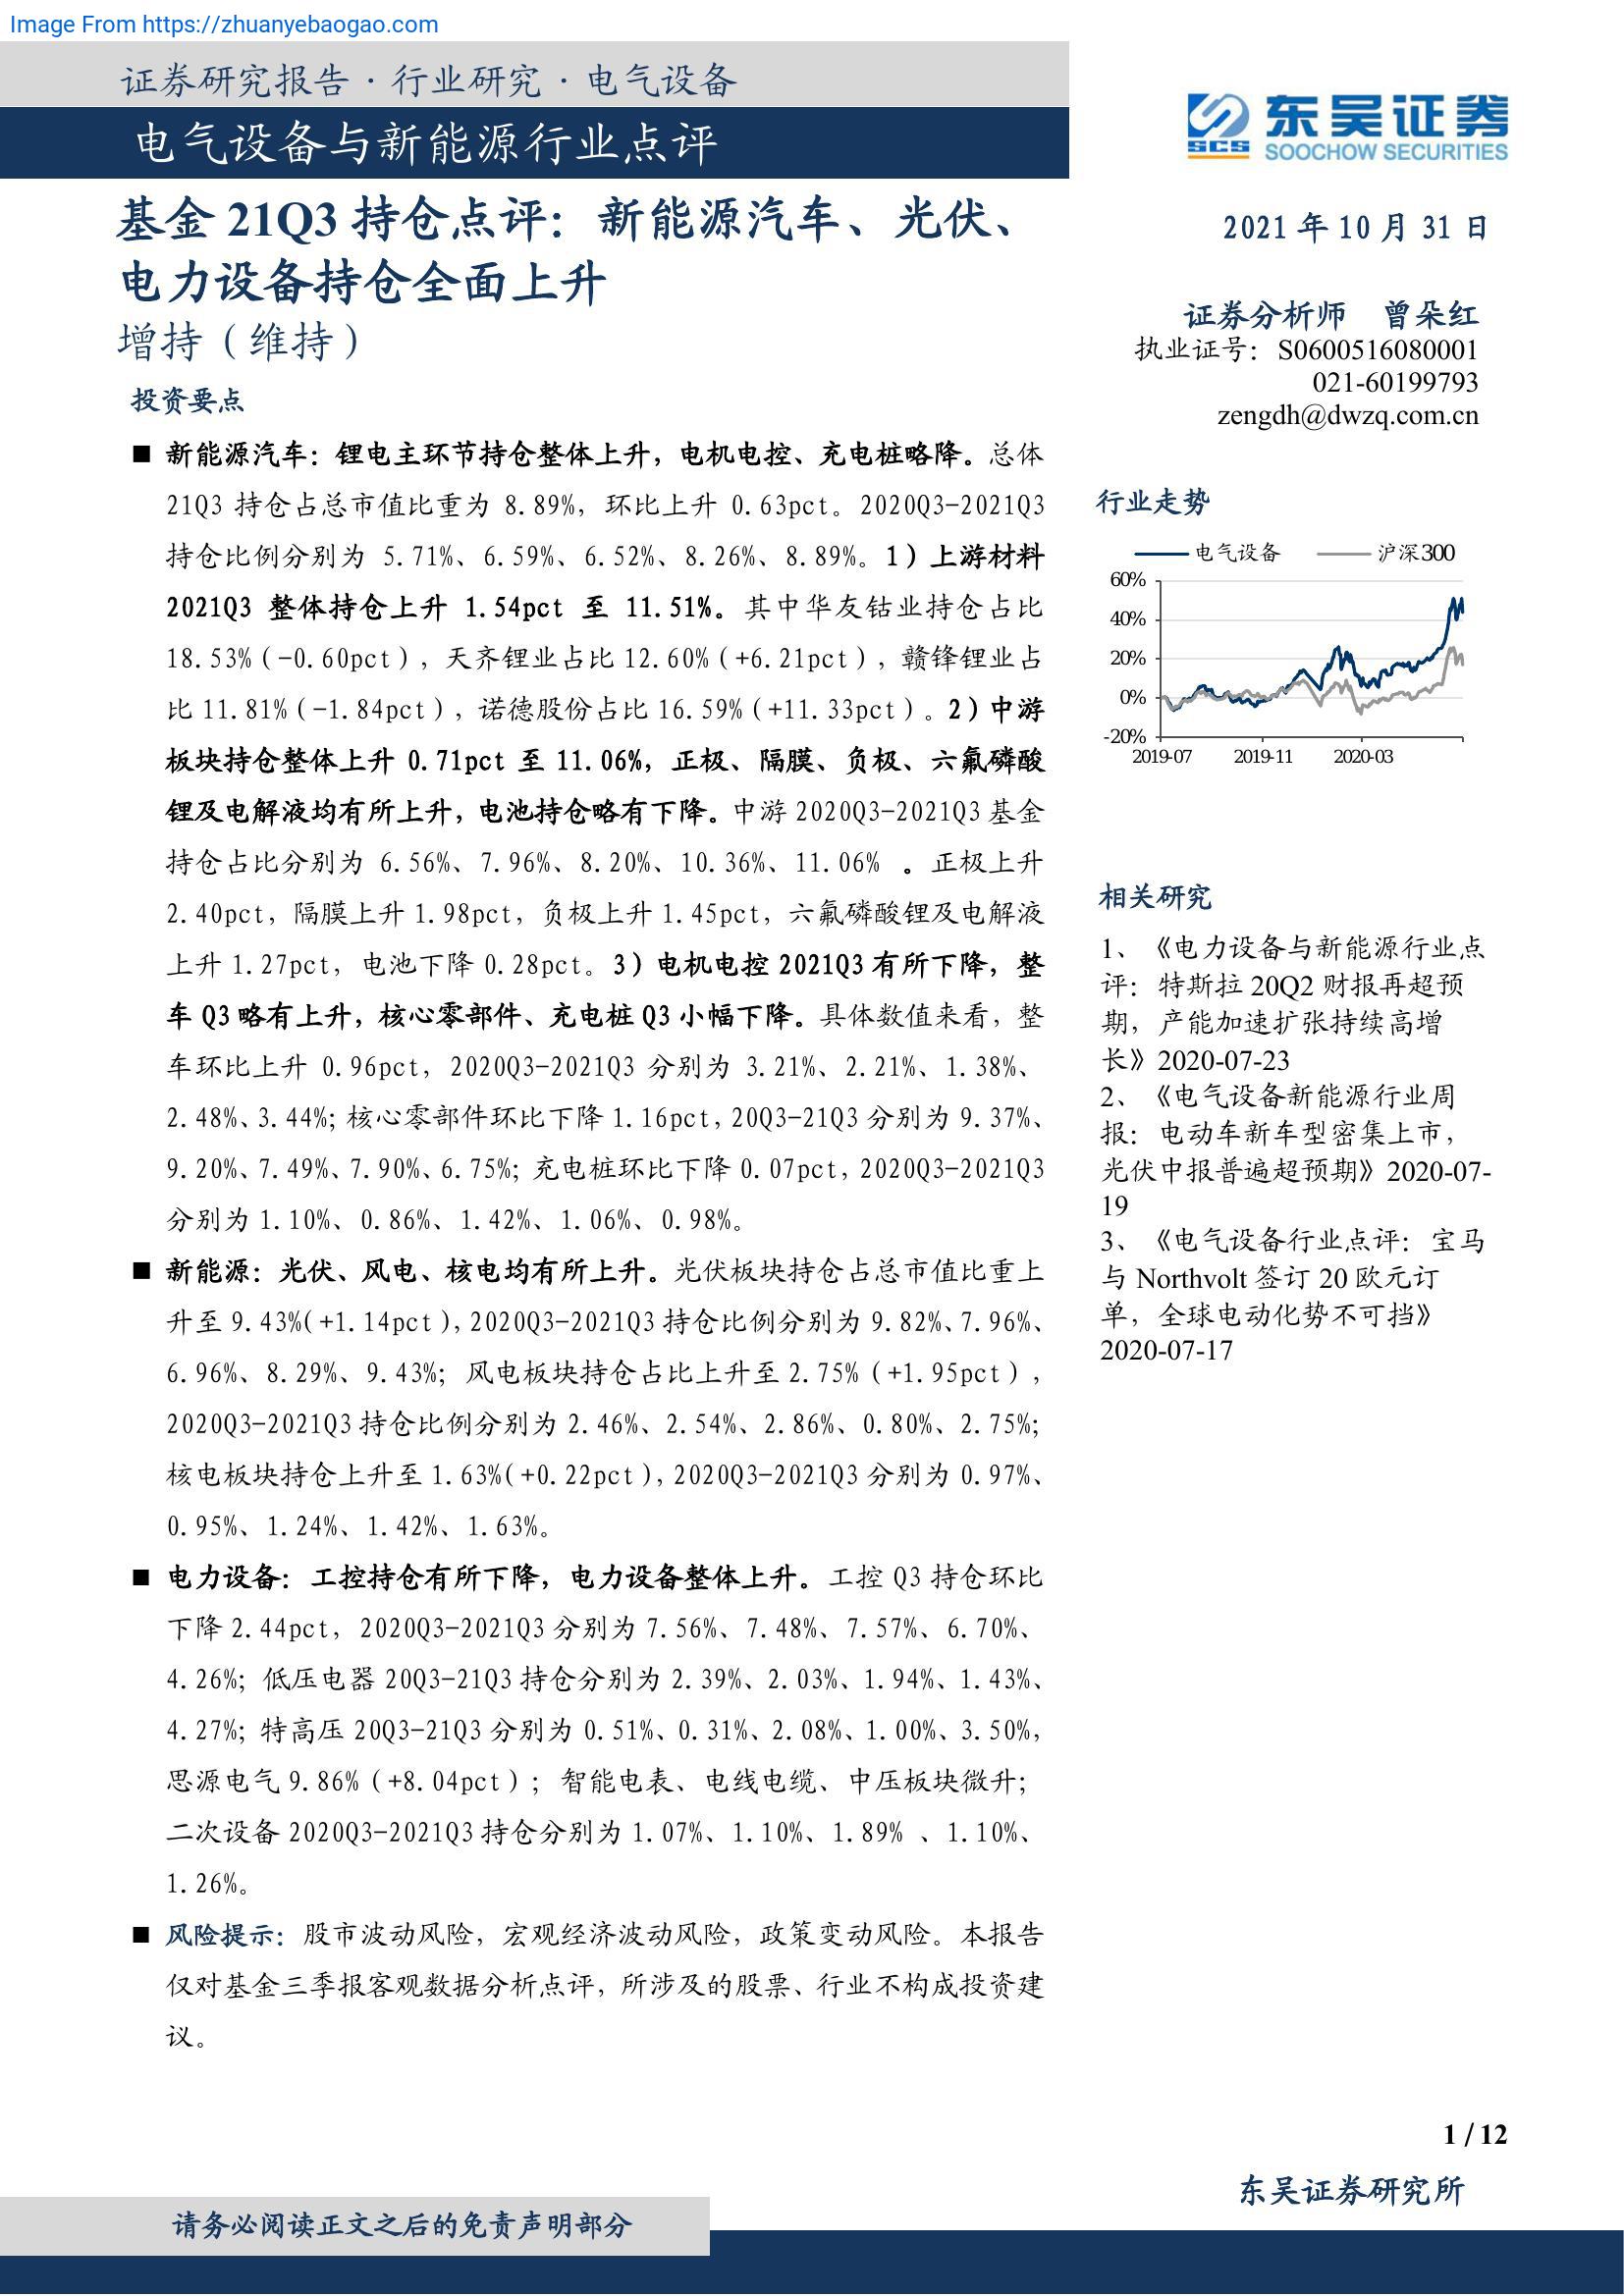 Image From https://zhuanyebaogao.com
证券研究报告 · 行业研究 · 电气设备
电气设备与新能源行业点评
东吴证券
SCS
SOOCHOW SECURITIES
基金 21Q3 持仓点评：新能源汽车、光伏、
电力设备持仓全面上升
增持（维持）
投资要点
■ 新能源汽车：锂电主环节持仓整体上升，电机电控、充电桩略降。总体
21Q3 持仓占总市值比重为 8.89%，环比上升 0.63pct。2020Q3-2021Q3
持仓比例分别为 5.71%、6.59%、6.52%、8.26%、8.89%。1）上游材料
2021Q3 整体持仓上升 1.54pct 至 11.51%。其中华友钴业持仓占比
18.53%（-0.60pct），天齐锂业占比 12.60%（+6.21pct），赣锋锂业占
比 11.81%（-1.84pct），诺德股份占比 16.59%（+11.33pct）。2）中游
板块持仓整体上升 0.71pct 至 11.06%，正极、隔膜、负极、六氟磷酸
锂及电解液均有所上升，电池持仓略有下降。中游 2020Q3-2021Q3 基金
持仓占比分别为 6.56%、7.96%、8.20%、10.36%、11.06% 。正极上升
2.40pct，隔膜上升 1.98pct，负极上升 1.45pct，六氟磷酸锂及电解液
上升 1.27pct，电池下降 0.28pct。3）电机电控 2021Q3 有所下降，整
车 Q3 略有上升，核心零部件、充电桩 Q3 小幅下降。具体数值来看，整
车环比上升 0.96pct，2020Q3-2021Q3 分别为 3.21%、2.21%、1.38%、
2.48%、3.44%；核心零部件环比下降 1.16pct，20Q3-21Q3 分别为 9.37%、
9.20%、7.49%、7.90%、6.75%；充电桩环比下降 0.07pct，2020Q3-2021Q3
分别为 1.10%、0.86%、1.42%、1.06%、0.98%。
■ 新能源：光伏、风电、核电均有所上升。光伏板块持仓占总市值比重上
升至 9.43%(+1.14pct)，2020Q3-2021Q3 持仓比例分别为 9.82%、7.96%、
6.96%、8.29%、9.43%；风电板块持仓占比上升至 2.75%（+1.95pct），
2020Q3-2021Q3 持仓比例分别为 2.46%、2.54%、2.86%、0.80%、2.75%；
核电板块持仓上升至 1.63%(+0.22pct)，2020Q3-2021Q3 分别为 0.97%、
0.95%、1.24%、1.42%、1.63%。
■ 电力设备：工控持仓有所下降，电力设备整体上升。工控 Q3 持仓环比
下降 2.44pct，2020Q3-2021Q3 分别为 7.56%、7.48%、7.57%、6.70%、
4.26%；低压电器 20Q3-21Q3 持仓分别为 2.39%、2.03%、1.94%、1.43%、
4.27%；特高压 20Q3-21Q3 分别为 0.51%、0.31%、2.08%、1.00%、3.50%，
思源电气 9.86%（+8.04pct）；智能电表、电线电缆、中压板块微升；
二次设备 2020Q3-2021Q3 持仓分别为 1.07%、1.10%、1.89% 、1.10%、
1.26%。
■ 风险提示：股市波动风险，宏观经济波动风险，政策变动风险。本报告
仅对基金三季报客观数据分析点评，所涉及的股票、行业不构成投资建
议。
2021 年 10 月 31 日
证券分析师 曾朵红
执业证号：S0600516080001
021-60199793
zengdh@dwzq.com.cn
行业走势
电气设备 沪深300
60%
40%
20%
0%
-20%
2019-07 2019-11 2020-03
相关研究
1、《电力设备与新能源行业点
评：特斯拉 20Q2 财报再超预
期，产能加速扩张持续高增
长》2020-07-23
2、《电气设备新能源行业周
报：电动车新车型密集上市，
光伏中报普遍超预期》2020-07-
19
3、《电气设备行业点评：宝马
与 Northvolt 签订 20 欧元订
单，全球电动化势不可挡》
2020-07-17
1 / 12
东吴证券研究所
请务必阅读正文之后的免责声明部分